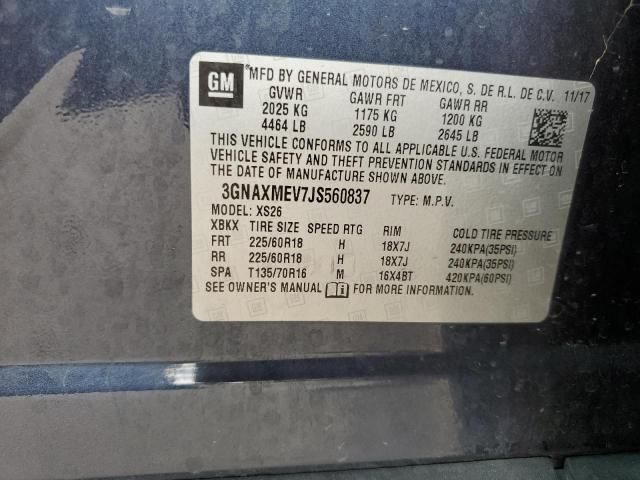 GM MFD BY GENERAL MOTORS DE MEXICO, S. DE R.L. DE C.V. 11/17
GVWR GAWR FRT GAWR RR
2025 KG 1175 KG 1200 KG
4464 LB 2590 LB 2645 LB
THIS VEHICLE CONFORMS TO ALL APPLICABLE U.S. FEDERAL MOTOR
VEHICLE SAFETY AND THEFT PREVENTION STANDARDS IN EFFECT ON
THE DATE OF MANUFACTURE SHOWN ABOVE.
3GNAXMEV7JS560837 TYPE: M.P.V.
MODEL: XS26
XBKX TIRE SIZE SPEED RTG RIM COLD TIRE PRESSURE
FRT 225/60R18 H 18X7J 240KPA(35PSI)
RR 225/60R18 H 18X7J 240KPA(35PSI)
SPA T135/70R16 M 16X4BT 420KPA(60PSI)
SEE OWNER'S MANUAL FOR MORE INFORMATION.